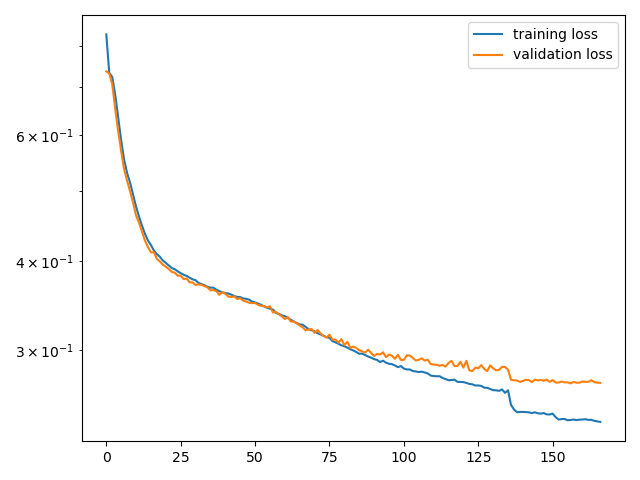 training loss
validation loss
6 × 10⁻¹
4 × 10⁻¹
3 × 10⁻¹
0 25 50 75 100 125 150